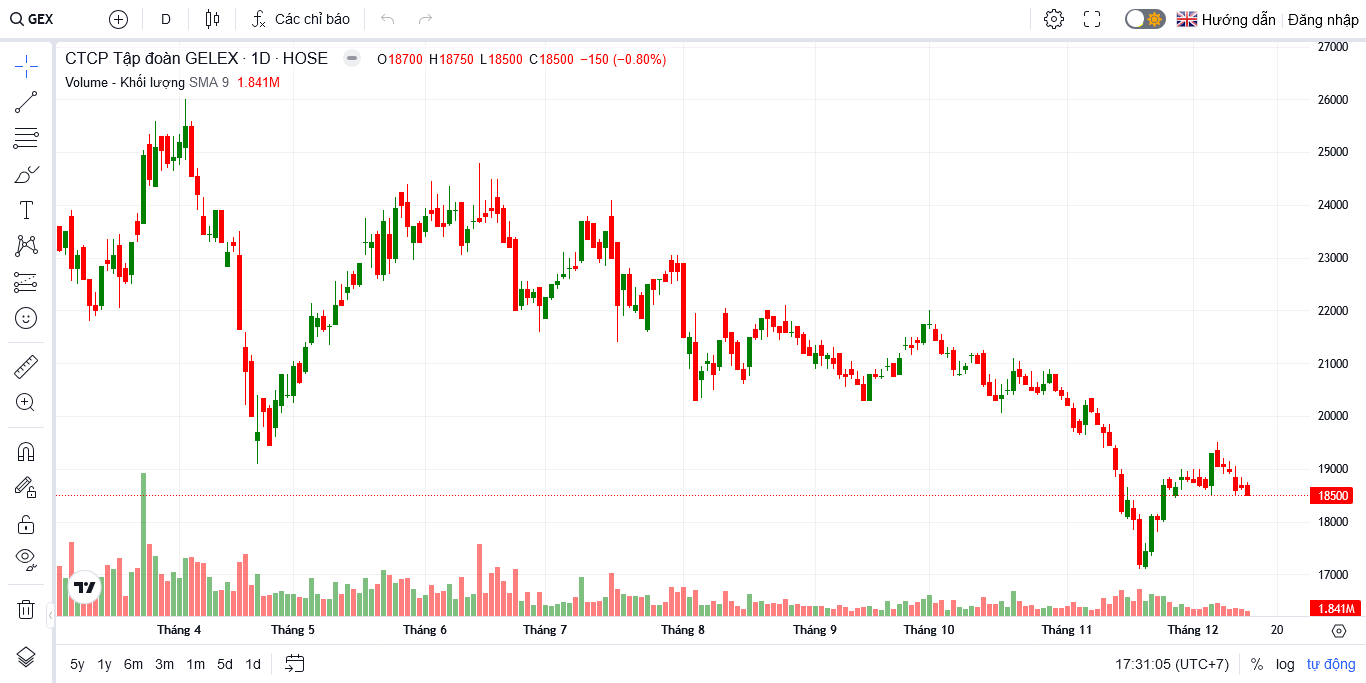 GEX D Các chỉ báo Hướng dẫn Đăng nhập
CTCP Tập đoàn GELEX · 1D · HOSE O18700 H18750 L18500 C18500 −150 (−0.80%)
Volume - Khối lượng SMA 9 1.841M
27000
26000
25000
24000
23000
22000
21000
20000
19000
18500
18000
17000
1.841M
Tháng 4 Tháng 5 Tháng 6 Tháng 7 Tháng 8 Tháng 9 Tháng 10 Tháng 11 Tháng 12 20
5y 1y 6m 3m 1m 5d 1d 17:31:05 (UTC+7) % log tự động